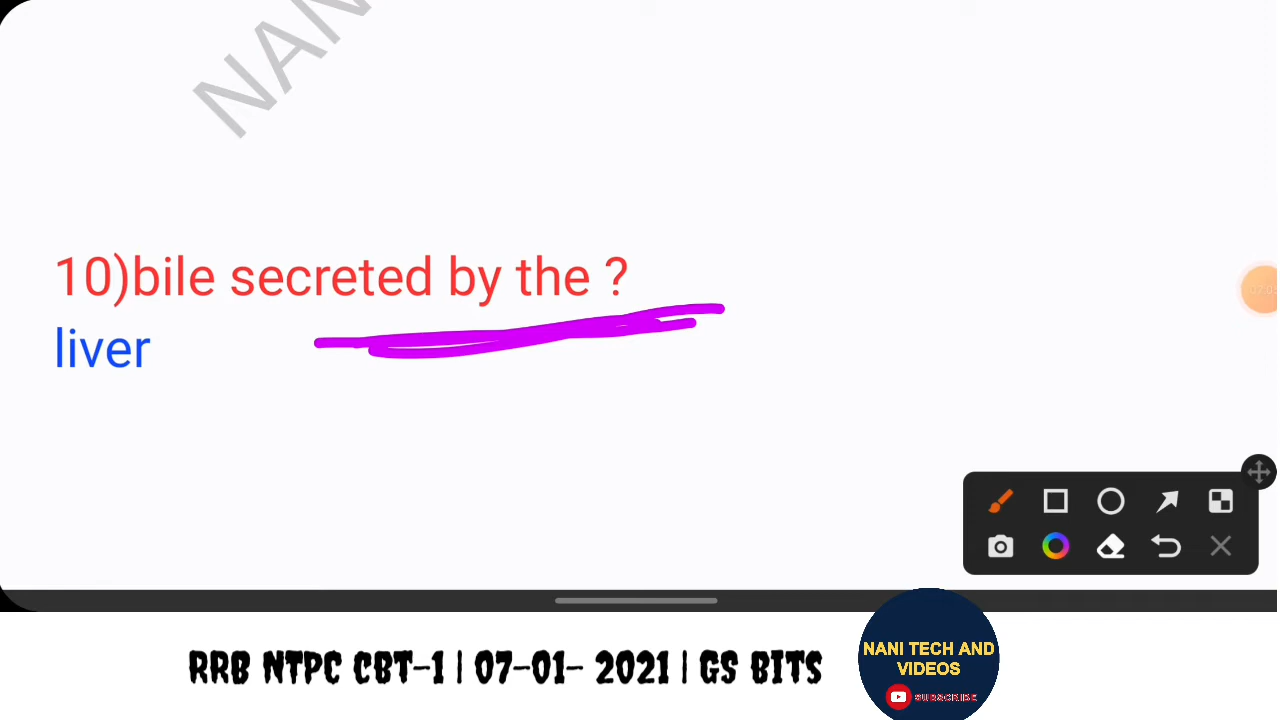 NAN
10)bile secreted by the ?
liver
RRB NTPC CBT-1 | 07-01- 2021 | GS BITS
NANI TECH AND
VIDEOS
SUBSCRIBE